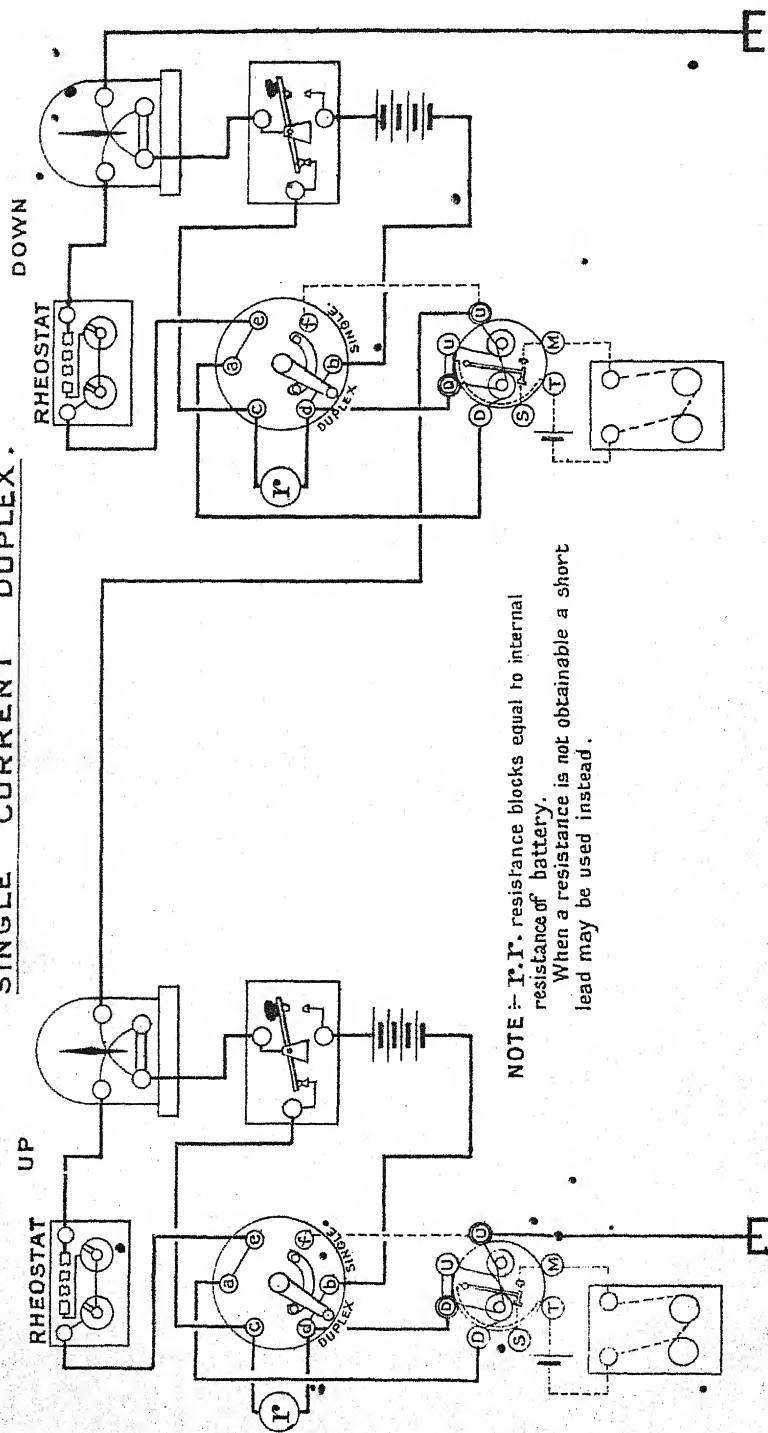 SINGLE CURRENT DUPLEX.
UP
DOWN
RHEOSTAT
RHEOSTAT
a
e
c
f
d
b
DUPLEX
SINGLE.
r
D
U
U
D
S
T
M
E
a
e
c
f
d
b
DUPLEX
SINGLE.
r
D
U
U
D
S
T
M
E
NOTE :- r.r. resistance blocks equal to internal
resistance of battery.
When a resistance is not obtainable a short
lead may be used instead.